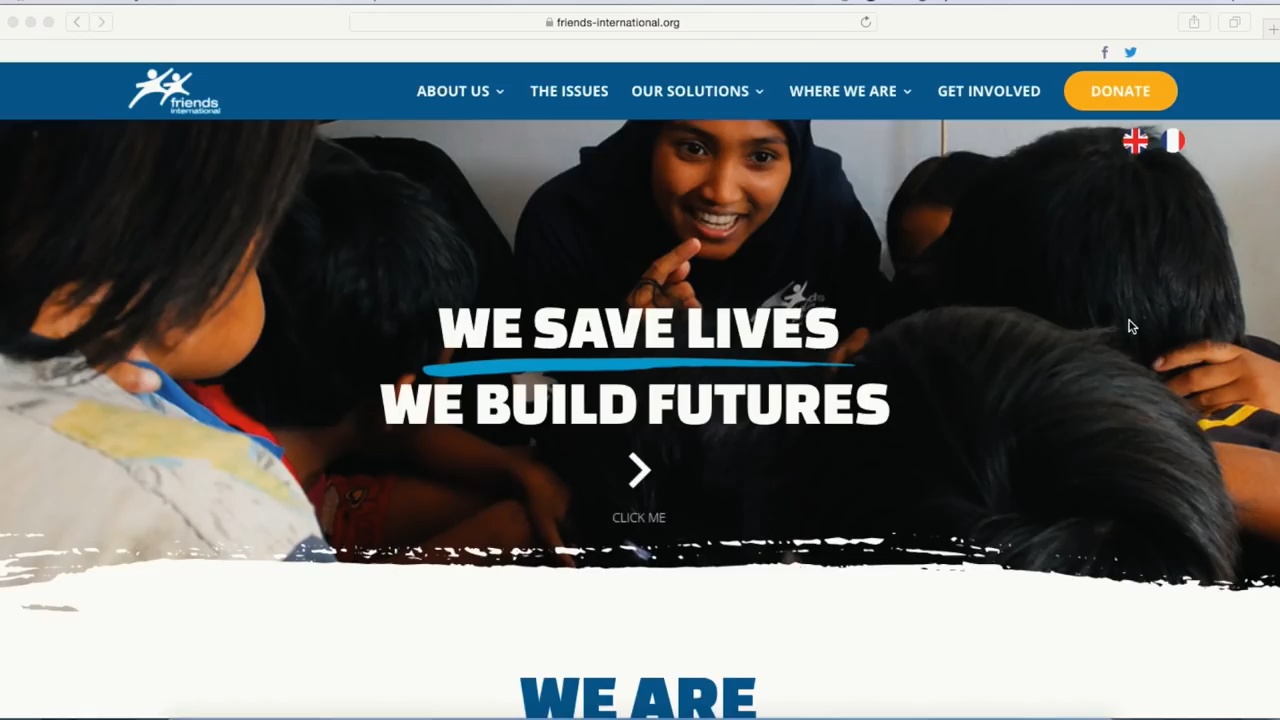 friends-international.org
friends
international
ABOUT US
THE ISSUES
OUR SOLUTIONS
WHERE WE ARE
GET INVOLVED
DONATE
WE SAVE LIVES
WE BUILD FUTURES
CLICK ME
WE ARE